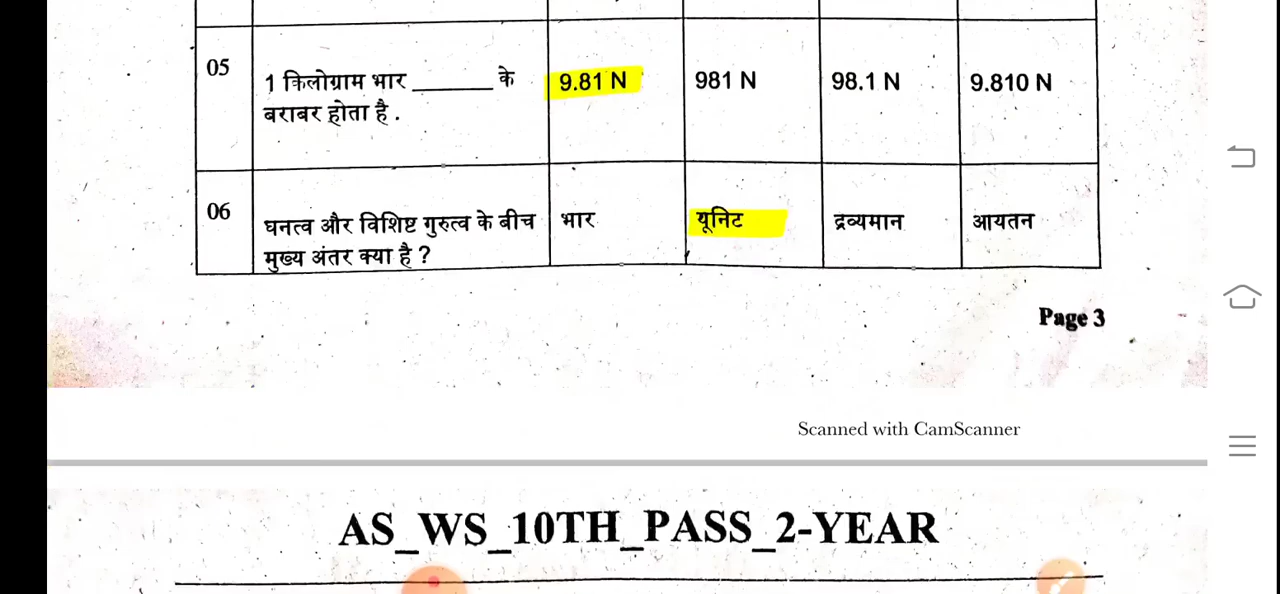 05
1 किलोग्राम भार ______ के
बराबर होता है .
9.81 N
981 N
98.1 N
9.810 N
06
घनत्व और विशिष्ट गुरुत्व के बीच
मुख्य अंतर क्या है ?
भार
यूनिट
द्रव्यमान
आयतन
Page 3
Scanned with CamScanner
AS_WS_10TH_PASS_2-YEAR